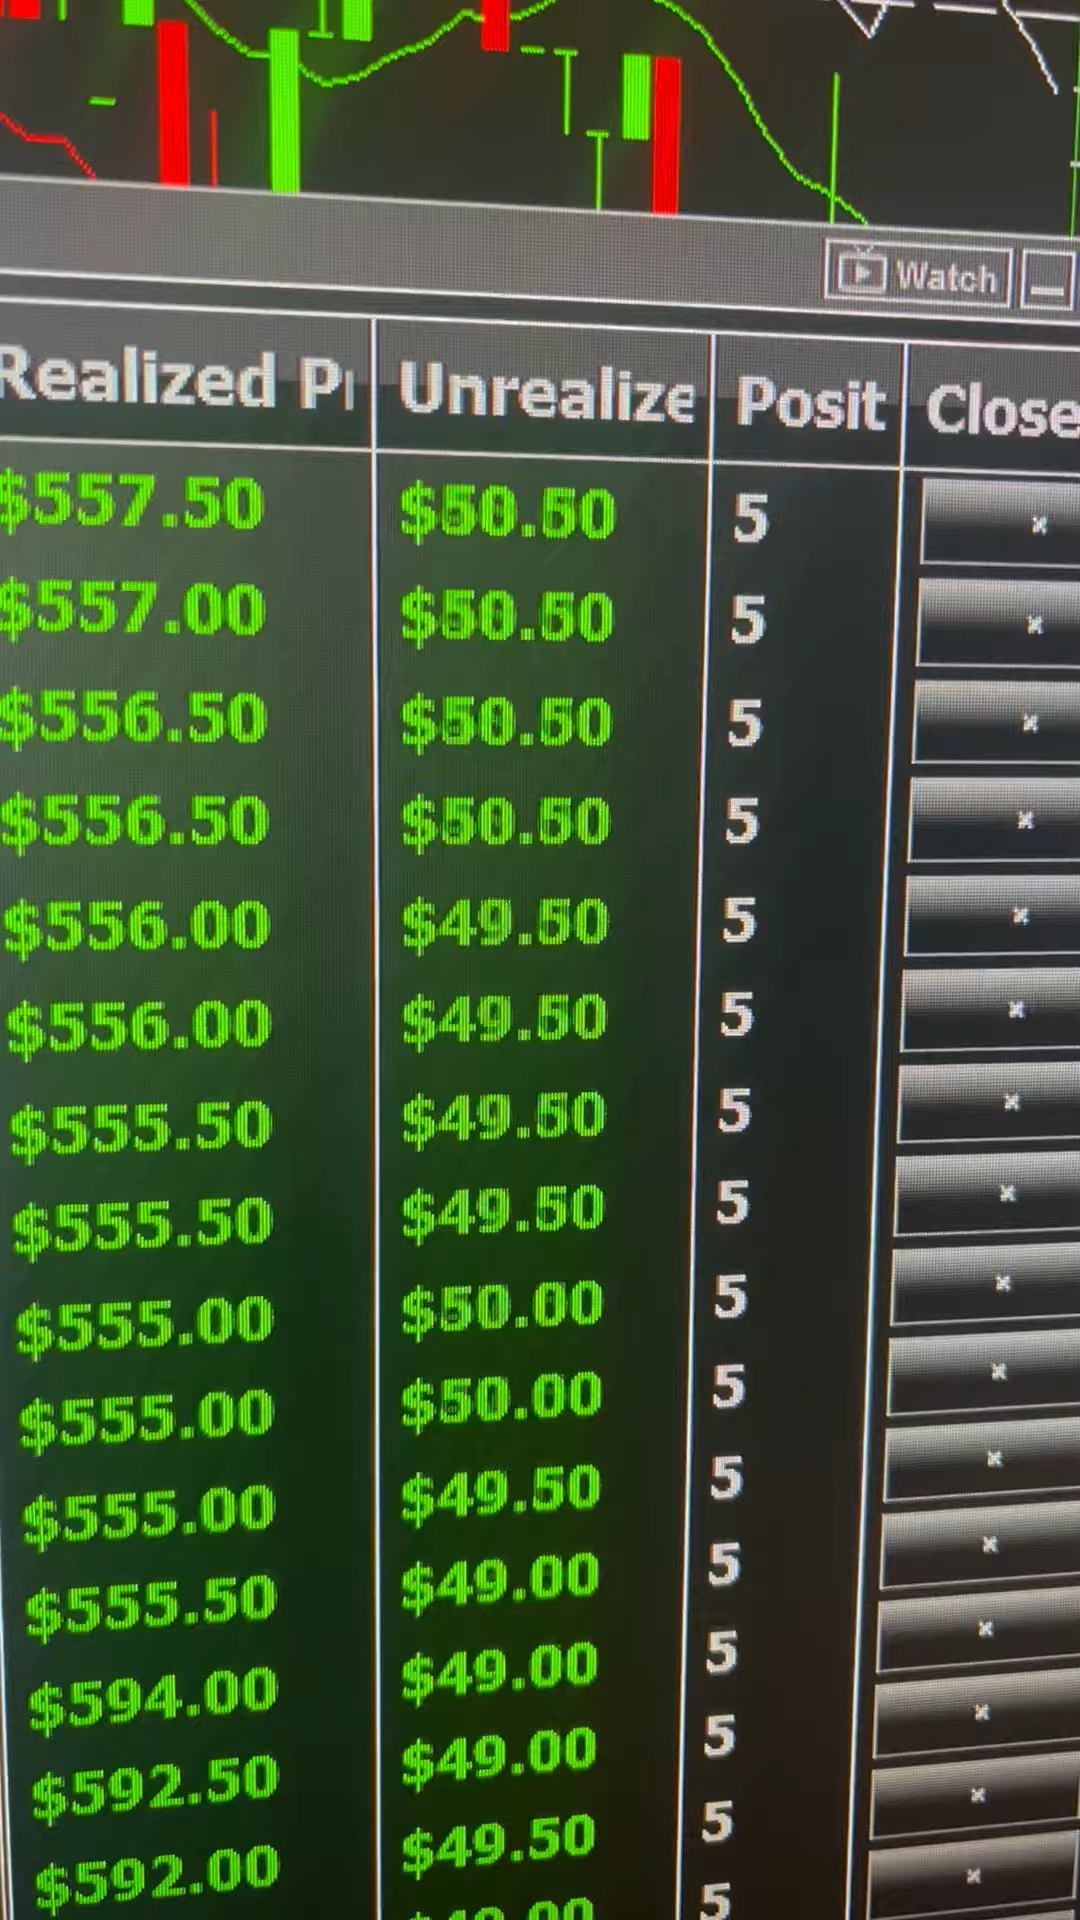 Watch
Realized Unrealize Posit Close
$557.50 $50.50 5 ×
$557.00 $50.50 5 ×
$556.50 $50.50 5 ×
$556.50 $50.50 5 ×
$556.00 $49.50 5 ×
$556.00 $49.50 5 ×
$555.50 $49.50 5 ×
$555.50 $49.50 5 ×
$555.00 $50.00 5 ×
$555.00 $50.00 5 ×
$555.00 $49.50 5 ×
$555.50 $49.00 5 ×
$594.00 $49.00 5 ×
$592.50 $49.00 5 ×
$592.00 $49.50 5 ×
5